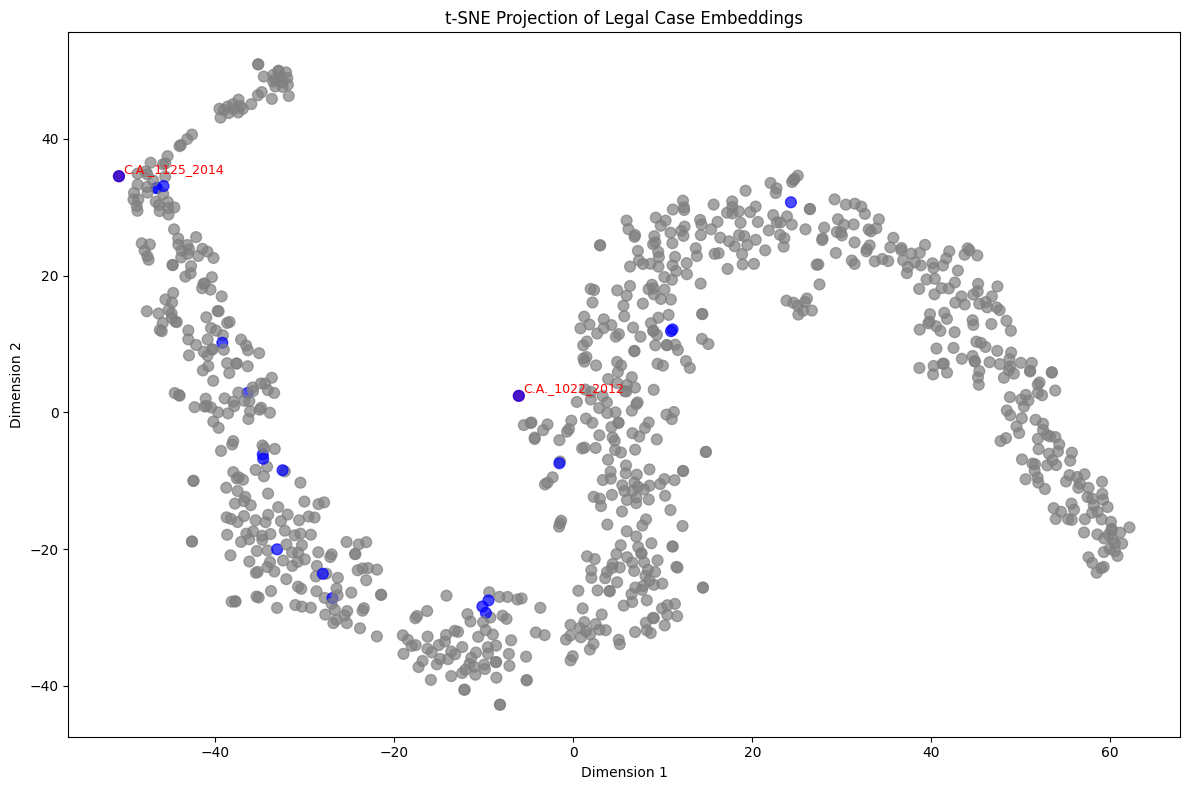 t-SNE Projection of Legal Case Embeddings
40
C.A._1125_2014
20
C.A._1022_2012
0
−20
−40
Dimension 2
−40 −20 0 20 40 60
Dimension 1